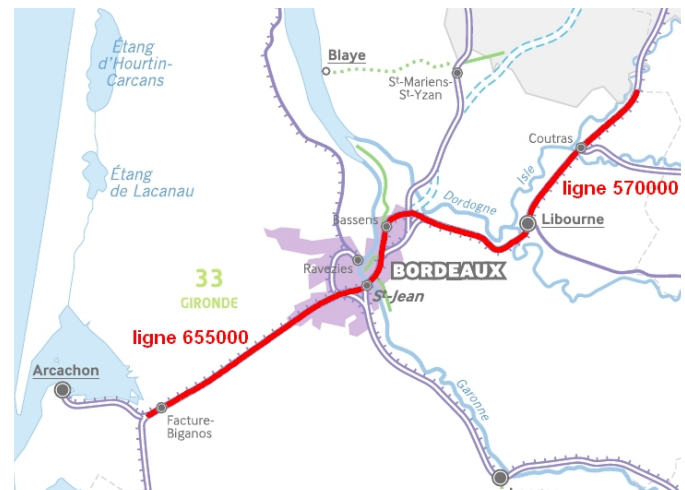 Étang
d'Hourtin-
Carcans
Blaye
St-Mariens-
St-Yzan
Étang
de Lacanau
Coutras
Isle
ligne 570000
Dordogne
Libourne
Bassens
Ravezies
BORDEAUX
St-Jean
33
GIRONDE
ligne 655000
Arcachon
Facture-
Biganos
Garonne